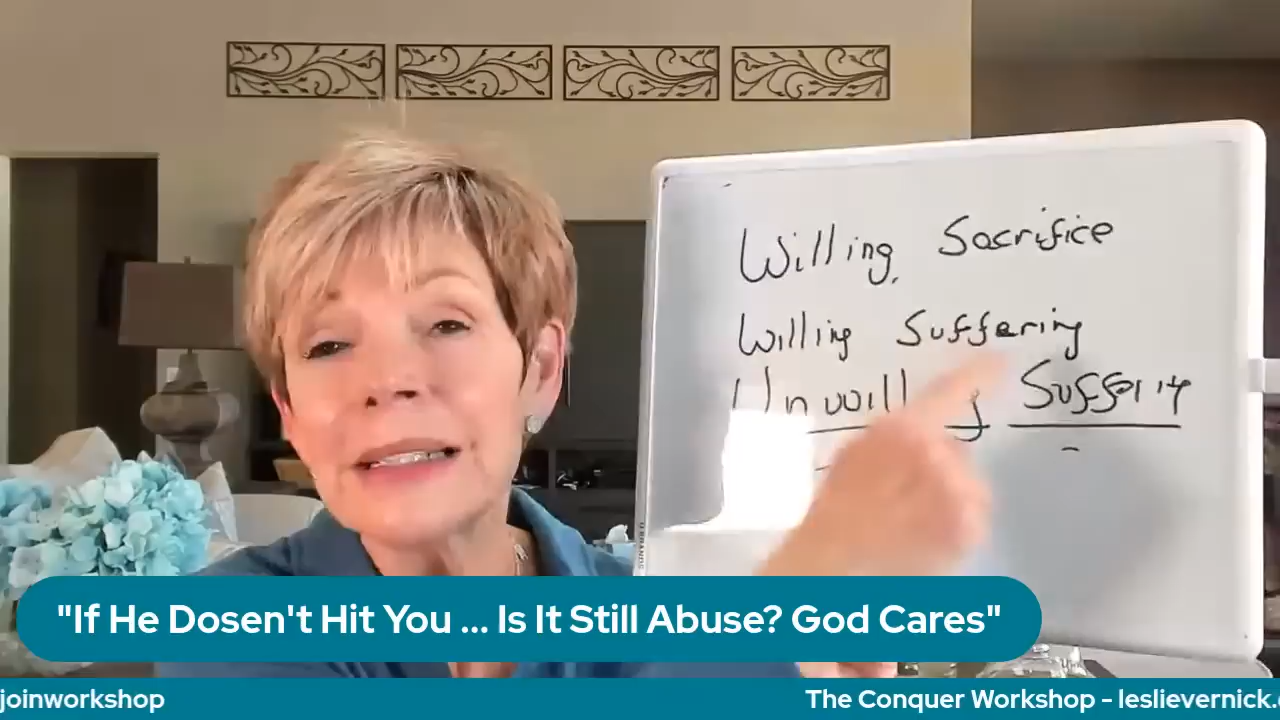 Willing Sacrifice
Willing Suffering
Unwilling Suffering
"If He Dosen't Hit You ... Is It Still Abuse? God Cares"
joinworkshop
The Conquer Workshop - leslievernick.